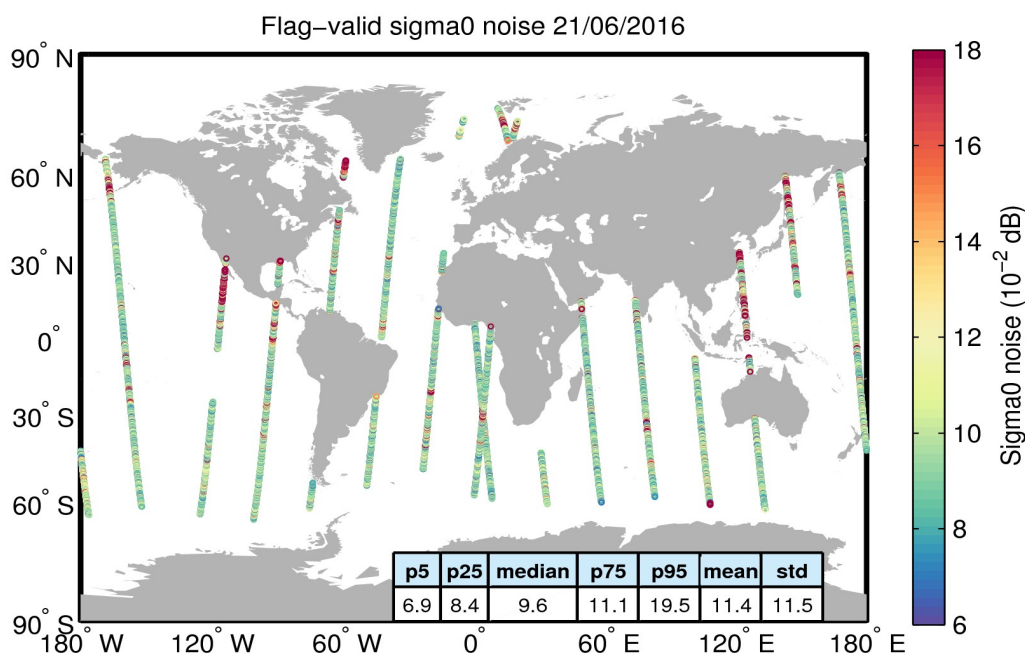 Flag-valid sigma0 noise 21/06/2016
90° N
60° N
30° N
0°
30° S
60° S
90° S
180° W
120° W
60° W
0°
60° E
120° E
180° E
p5 p25 median p75 p95 mean std
6.9 8.4 9.6 11.1 19.5 11.4 11.5
18
16
14
12
10
8
6
Sigma0 noise (10⁻² dB)